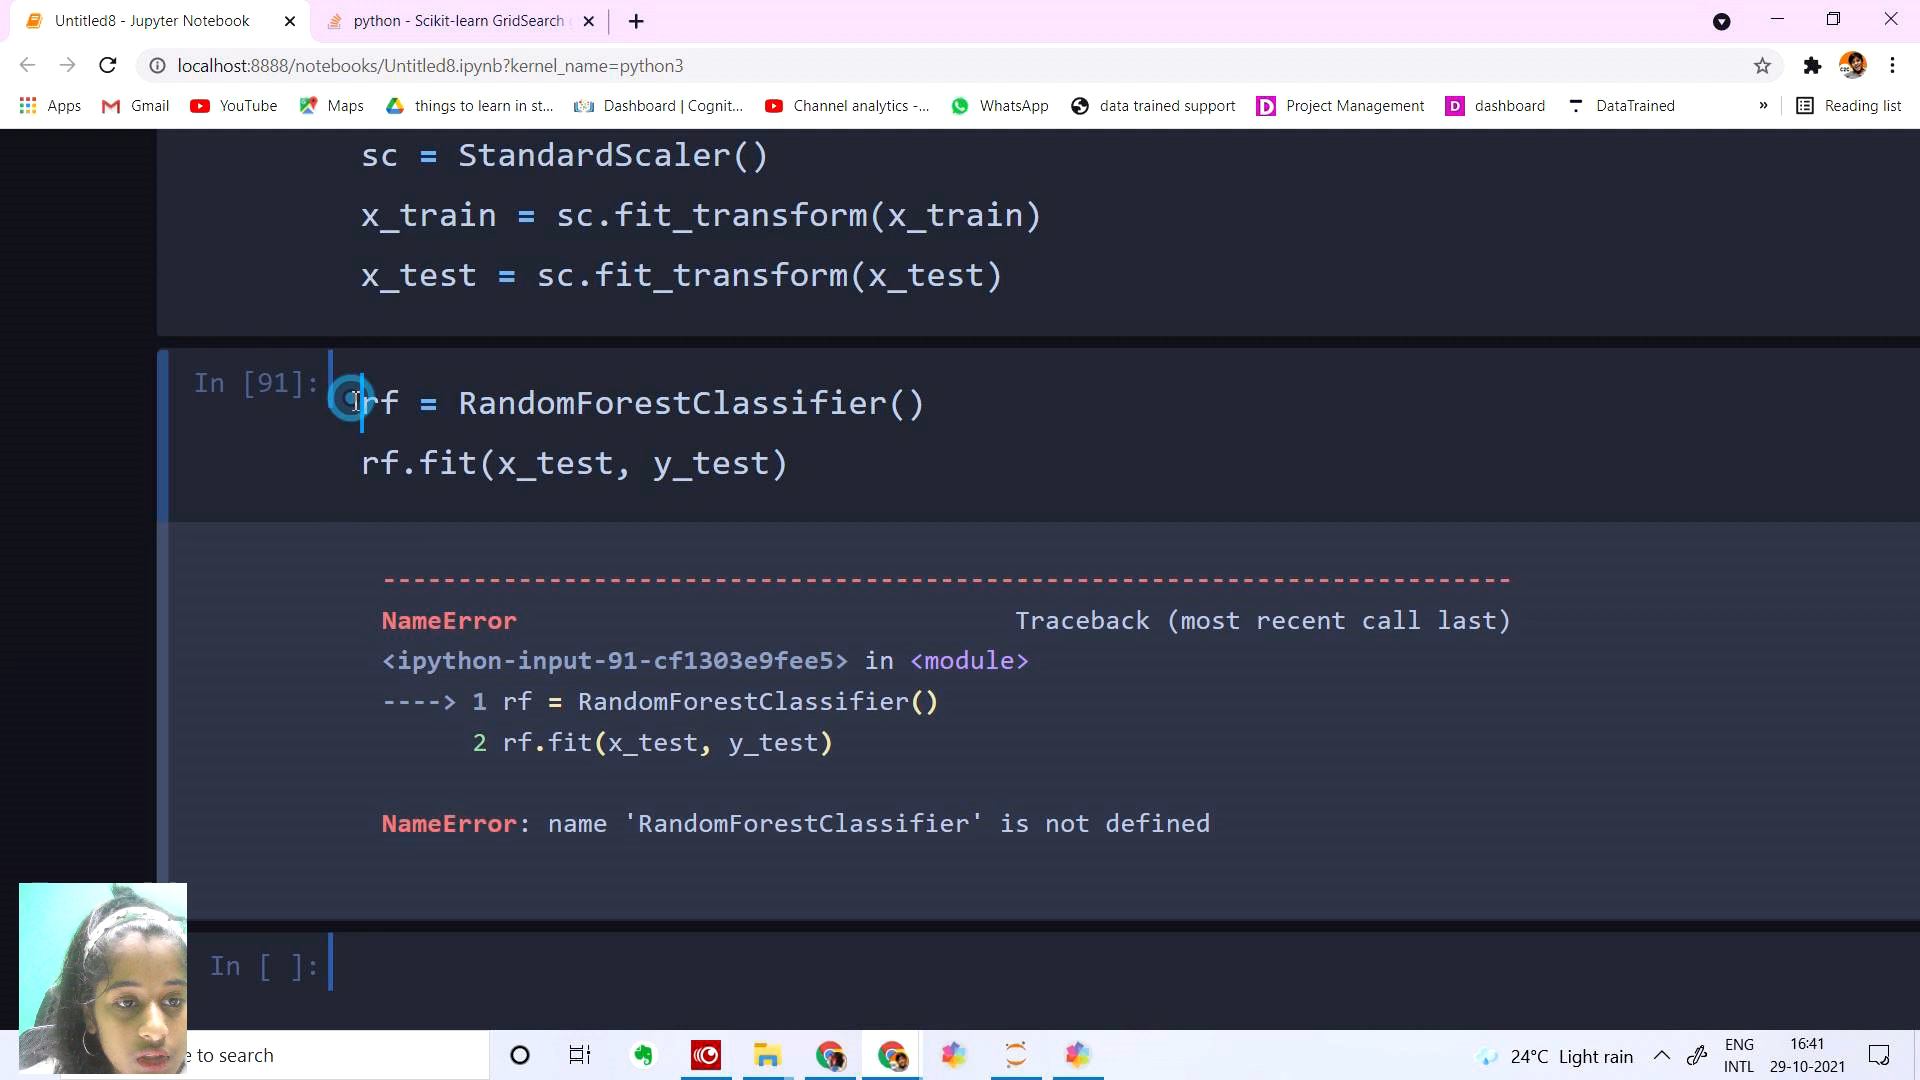 Untitled8 - Jupyter Notebook
python - Scikit-learn GridSearch
localhost:8888/notebooks/Untitled8.ipynb?kernel_name=python3
Apps
Gmail
YouTube
Maps
things to learn in st...
Dashboard | Cognit...
Channel analytics -...
WhatsApp
data trained support
Project Management
dashboard
DataTrained
»
Reading list
sc = StandardScaler()
x_train = sc.fit_transform(x_train)
x_test = sc.fit_transform(x_test)
In [91]:
rf = RandomForestClassifier()
rf.fit(x_test, y_test)
---------------------------------------------------------------------------
NameError Traceback (most recent call last)
<ipython-input-91-cf1303e9fee5> in <module>
----> 1 rf = RandomForestClassifier()
2 rf.fit(x_test, y_test)
NameError: name 'RandomForestClassifier' is not defined
In [ ]:
e to search
24°C Light rain
ENG
INTL
16:41
29-10-2021